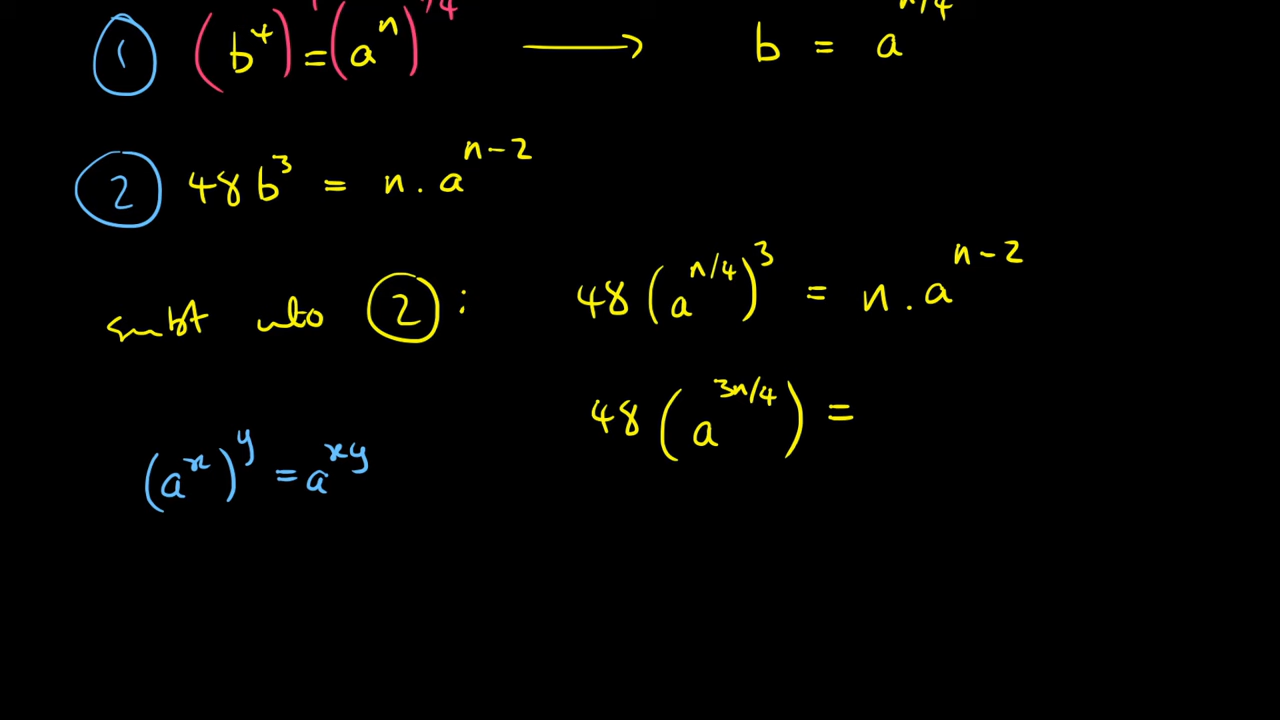 ① (b⁴) = (aⁿ)^1/4 ⟶ b = a^n/4
② 48b³ = n . a^n-2
subst into ② : 48(a^n/4)³ = n . a^n-2
48(a^3n/4) =
(a^x)^y = a^xy